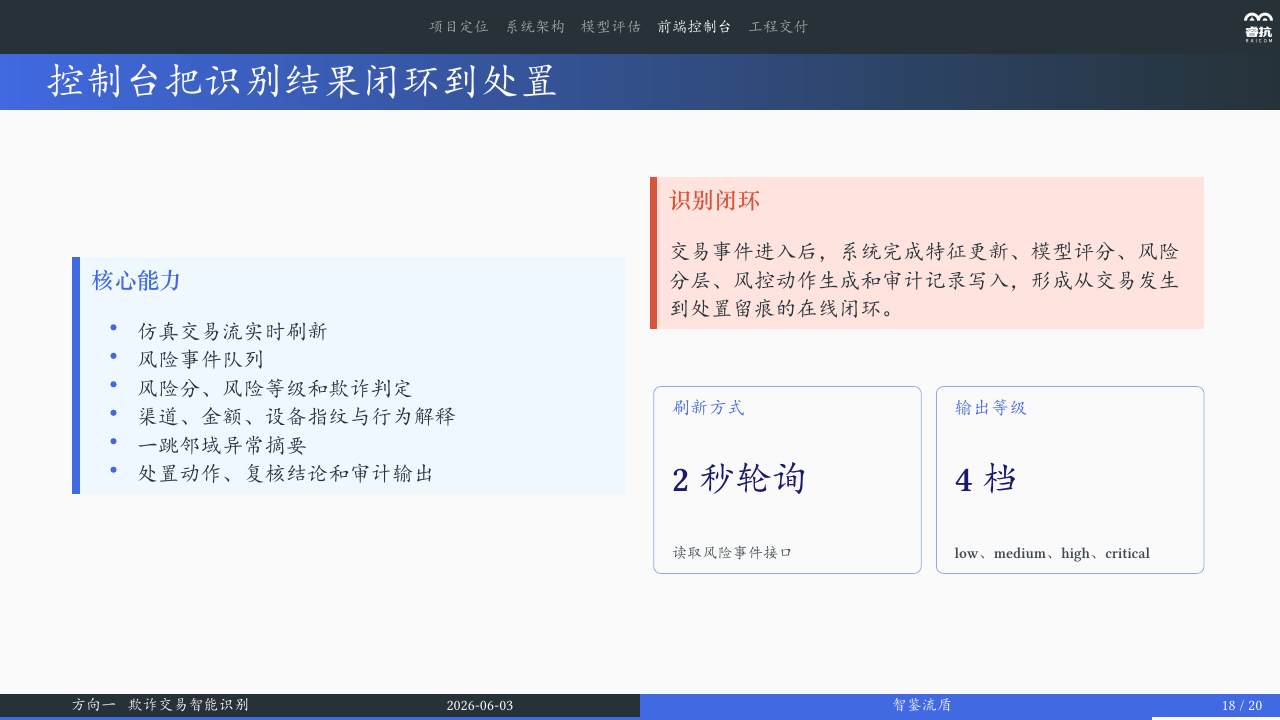 项目定位 系统架构 模型评估 前端控制台 工程交付
睿抗
RAICOM
控制台把识别结果闭环到处置
核心能力
• 仿真交易流实时刷新
• 风险事件队列
• 风险分、风险等级和欺诈判定
• 渠道、金额、设备指纹与行为解释
• 一跳邻域异常摘要
• 处置动作、复核结论和审计输出
识别闭环
交易事件进入后，系统完成特征更新、模型评分、风险
分层、风控动作生成和审计记录写入，形成从交易发生
到处置留痕的在线闭环。
刷新方式
2 秒轮询
读取风险事件接口
输出等级
4 档
low、medium、high、critical
方向一 欺诈交易智能识别
2026-06-03
智鉴流盾
18 / 20